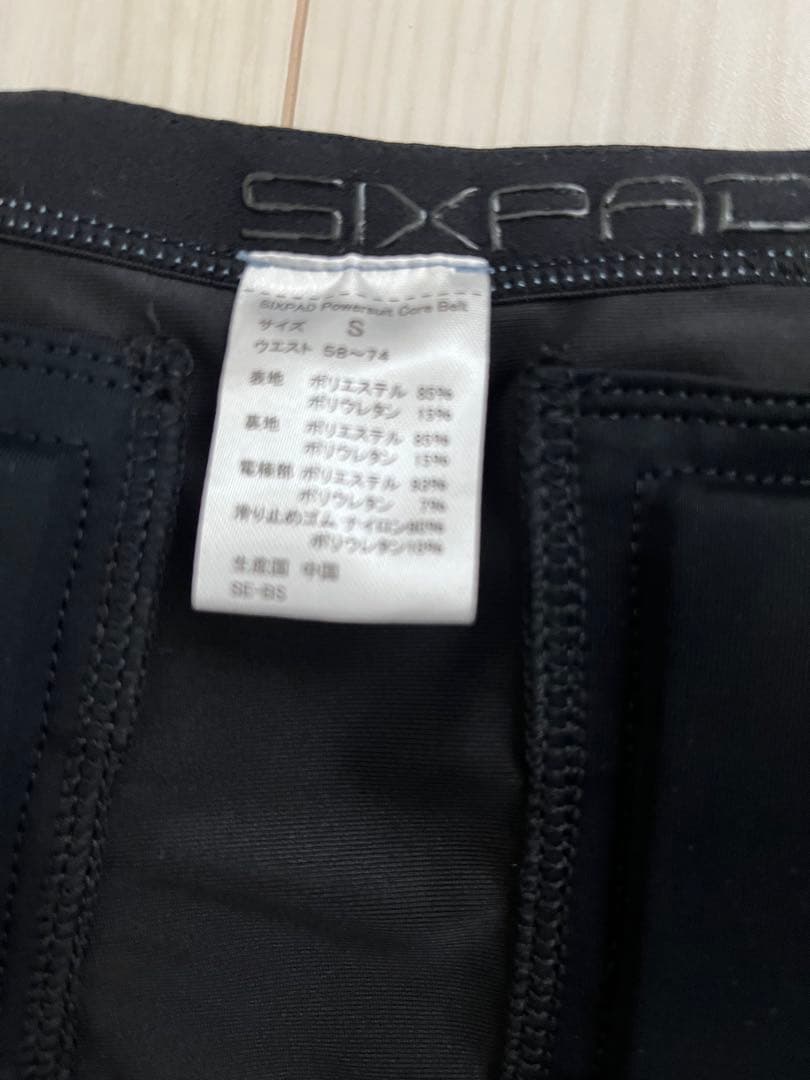 SIXPAD
SIXPAD Powersuit Core Belt
サイズ S
ウエスト 58～74
表地 ポリエステル 85%
ポリウレタン 15%
裏地 ポリエステル 85%
ポリウレタン 15%
電極部 ポリエステル 93%
ポリウレタン 7%
滑り止めゴム ナイロン
ポリウレタン
生産国 中国
SE-BS